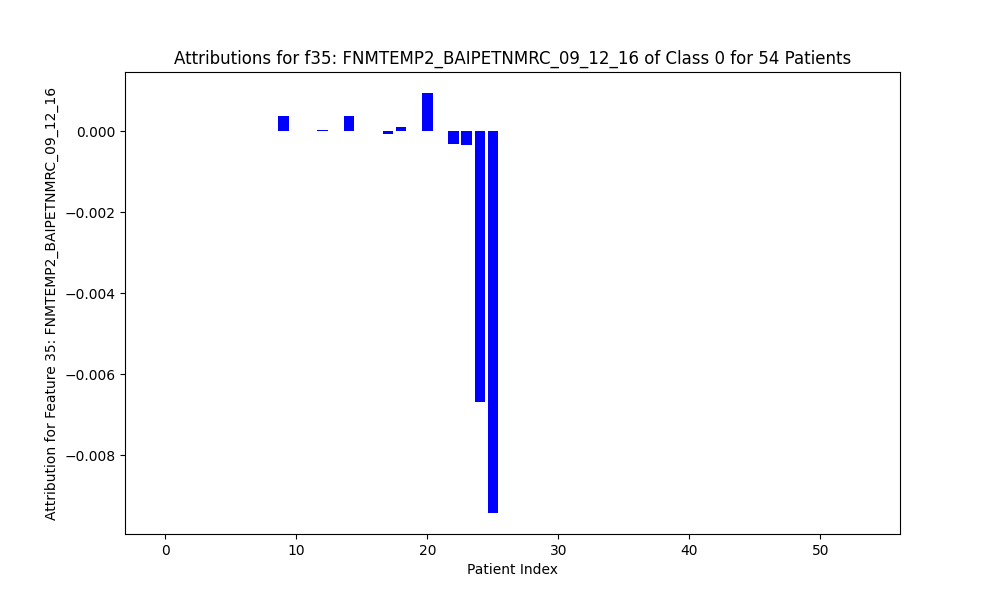 Attributions for f35: FNMTEMP2_BAIPETNMRC_09_12_16 of Class 0 for 54 Patients
Attribution for Feature 35: FNMTEMP2_BAIPETNMRC_09_12_16
0.000
−0.002
−0.004
−0.006
−0.008
0 10 20 30 40 50
Patient Index